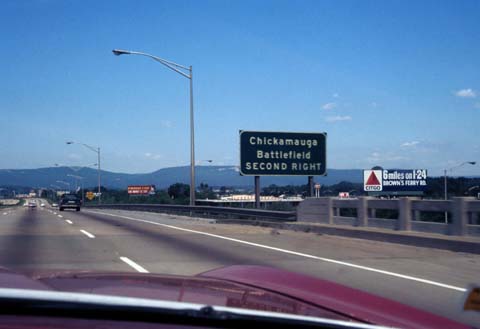 Chickamauga
Battlefield
SECOND RIGHT
CITGO
6 miles on I-24
BROWN'S FERRY RD.